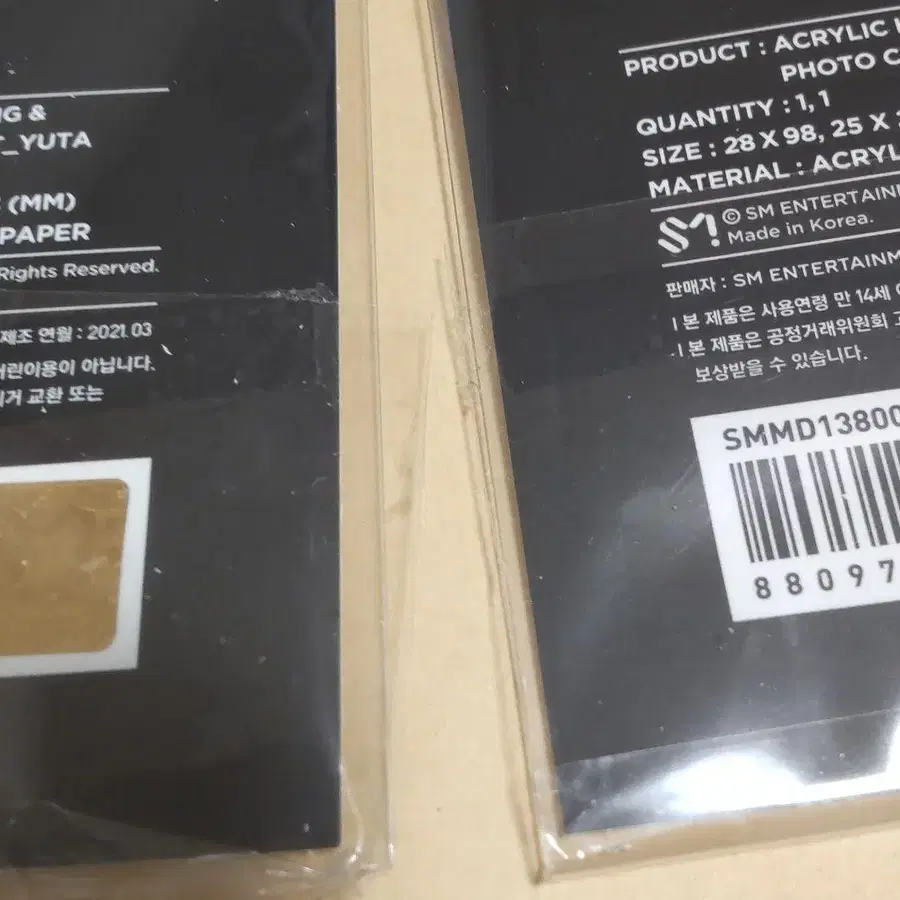 &
_YUTA
(MM)
PAPER
Rights Reserved.
제조 연월 : 2021.03
어린이용이 아닙니다.
교환 또는
PRODUCT : ACRYLIC
PHOTO
QUANTITY : 1, 1
SIZE : 28 X 98, 25 X
MATERIAL : ACRYL
SM
© SM ENTERTAINM
Made in Korea.
판매자 : SM ENTERTAINM
본 제품은 사용연령 만 14세
본 제품은 공정거래위원회
보상받을 수 있습니다.
SMMD13800
88097